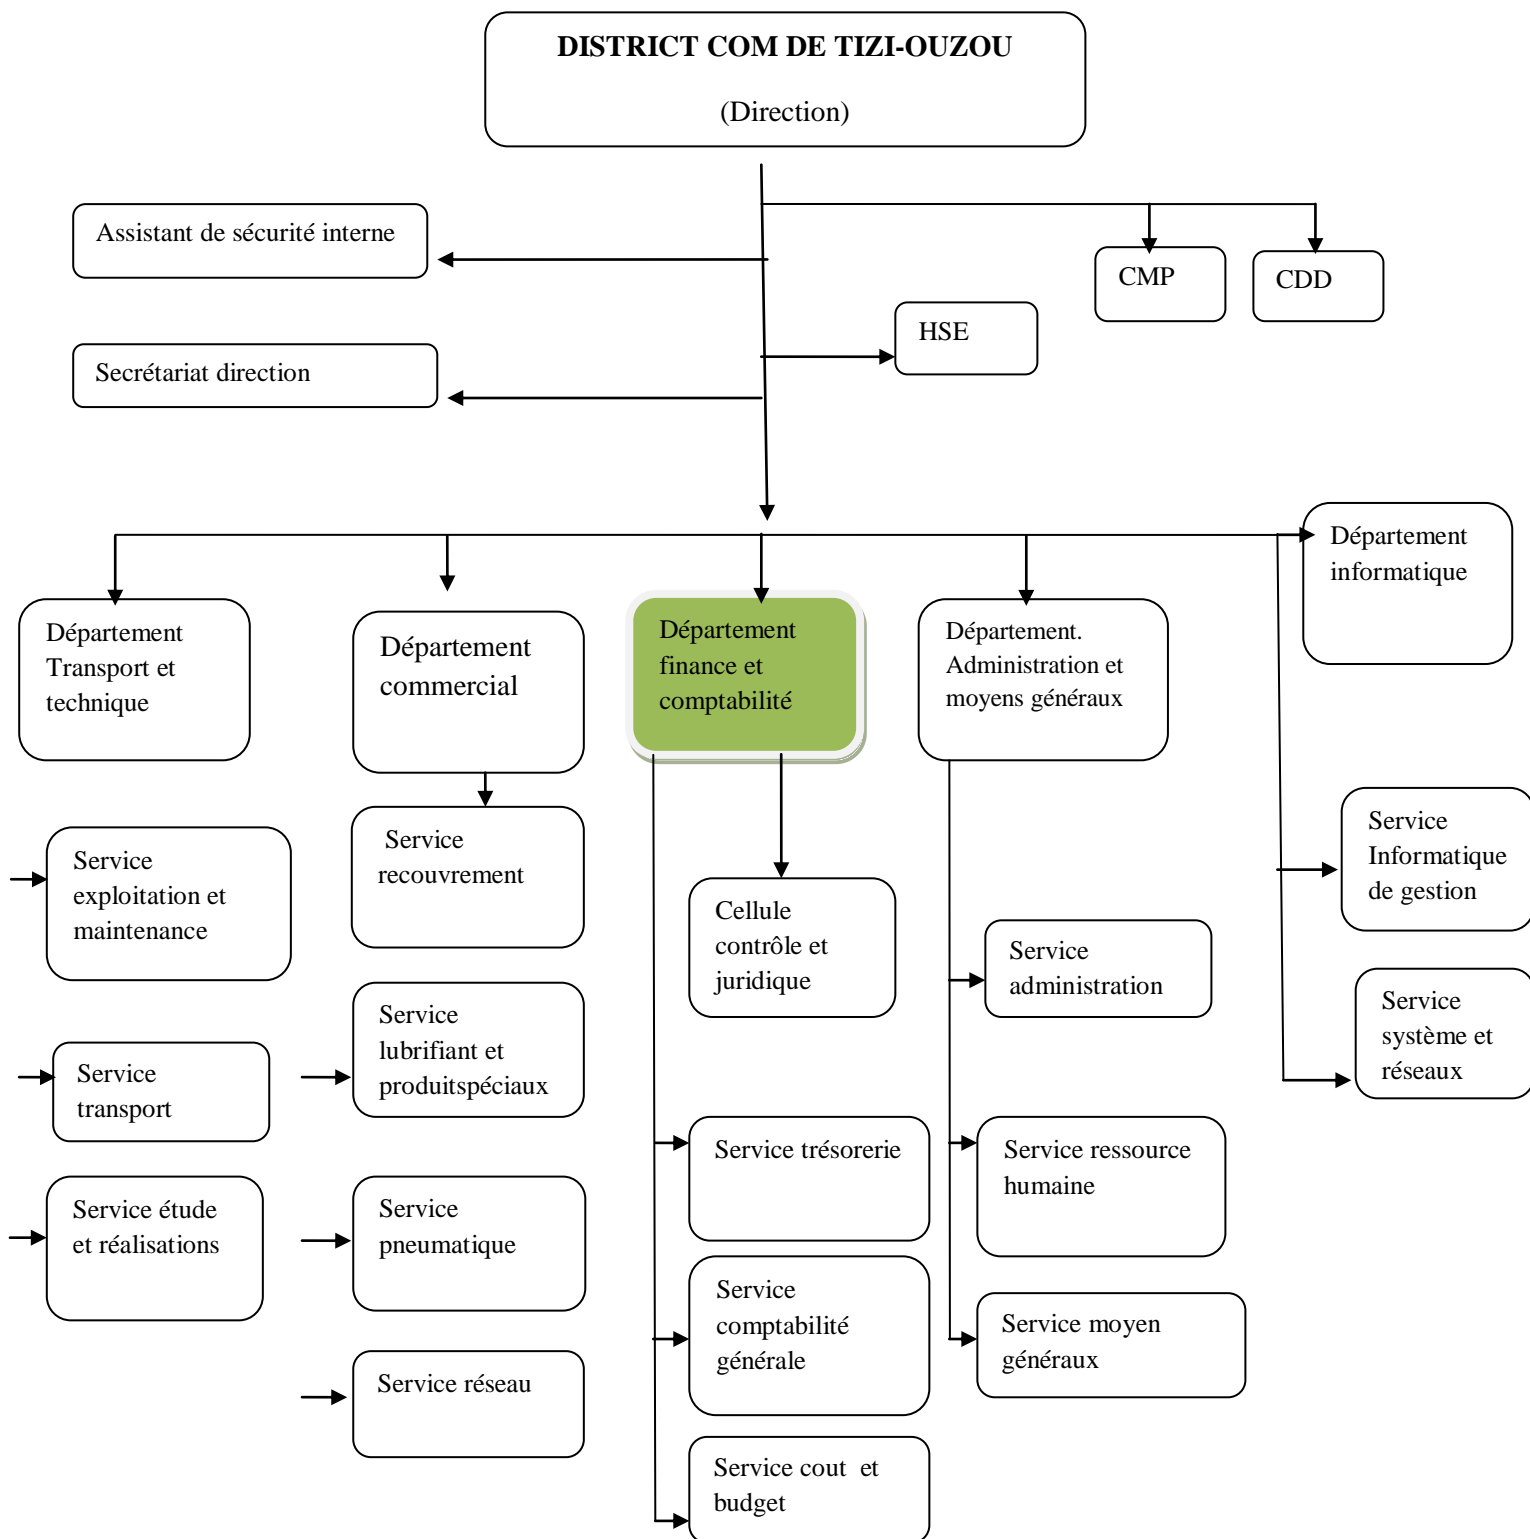 DISTRICT COM DE TIZI-OUZOU
(Direction)
Assistant de sécurité interne
CMP
CDD
HSE
Secrétariat direction
Département
informatique
Département
Transport et
technique
Département
commercial
Département
finance et
comptabilité
Département.
Administration et
moyens généraux
Service
exploitation et
maintenance
Service
transport
Service étude
et réalisations
Service
recouvrement
Service
lubrifiant et
produitspéciaux
Service
pneumatique
Service réseau
Cellule
contrôle et
juridique
Service trésorerie
Service
comptabilité
générale
Service cout et
budget
Service
administration
Service ressource
humaine
Service moyen
généraux
Service
Informatique
de gestion
Service
système et
réseaux